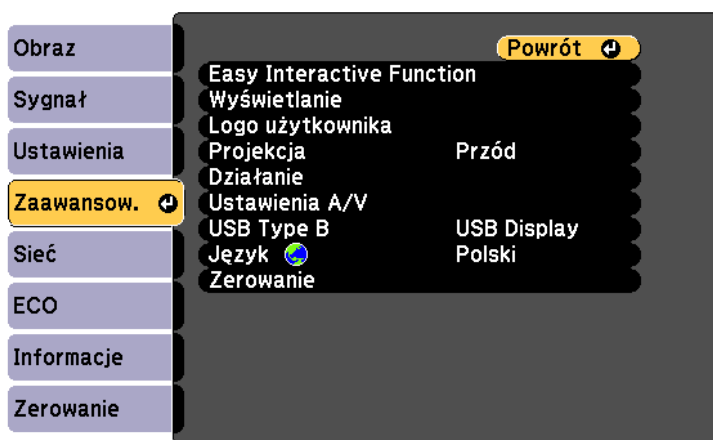 Obraz
Sygnał
Ustawienia
Zaawansow.
Sieć
ECO
Informacje
Zerowanie
Powrót
Easy Interactive Function
Wyświetlanie
Logo użytkownika
Projekcja Przód
Działanie
Ustawienia A/V
USB Type B USB Display
Język Polski
Zerowanie